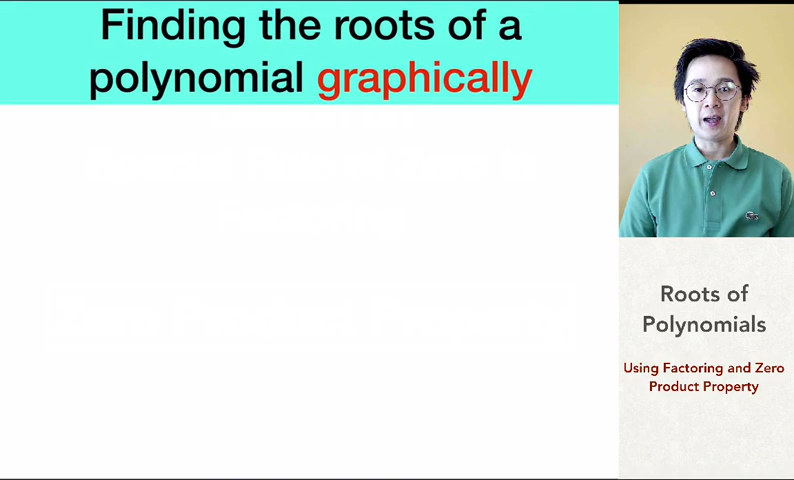 Finding the roots of a
polynomial graphically
Roots of
Polynomials
Using Factoring and Zero
Product Property